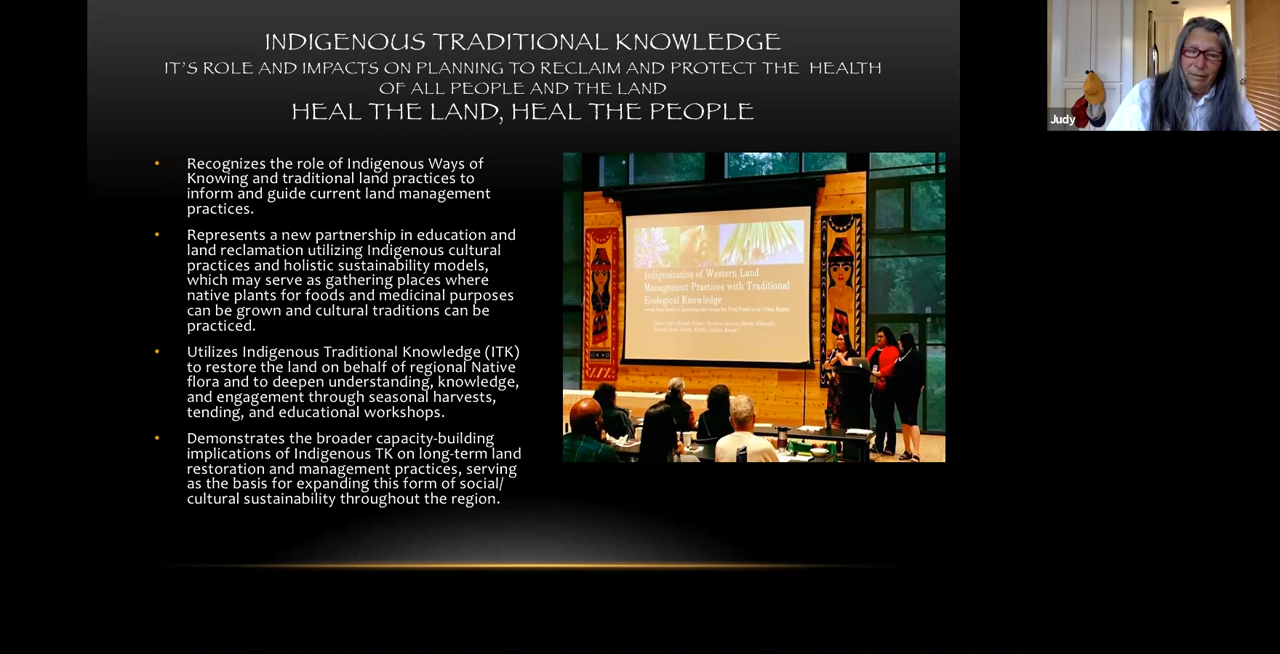 INDIGENOUS TRADITIONAL KNOWLEDGE
IT'S ROLE AND IMPACTS ON PLANNING TO RECLAIM AND PROTECT THE HEALTH
OF ALL PEOPLE AND THE LAND
HEAL THE LAND, HEAL THE PEOPLE
• Recognizes the role of Indigenous Ways of
Knowing and traditional land practices to
inform and guide current land management
practices.
• Represents a new partnership in education and
land reclamation utilizing Indigenous cultural
practices and holistic sustainability models,
which may serve as gathering places where
native plants for foods and medicinal purposes
can be grown and cultural traditions can be
practiced.
• Utilizes Indigenous Traditional Knowledge (ITK)
to restore the land on behalf of regional Native
flora and to deepen understanding, knowledge,
and engagement through seasonal harvests,
tending, and educational workshops.
• Demonstrates the broader capacity-building
implications of Indigenous TK on long-term land
restoration and management practices, serving
as the basis for expanding this form of social/
cultural sustainability throughout the region.
Indigenization of Western Land
Management Practices with Traditional
Ecological Knowledge
Judy